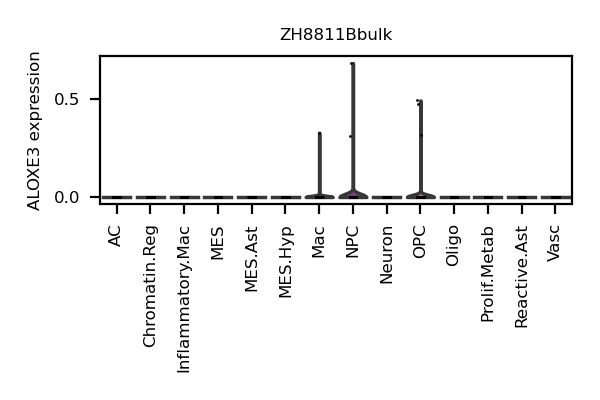 ZH8811Bbulk
ALOXE3 expression
0.5
0.0
AC
Chromatin.Reg
Inflammatory.Mac
MES
MES.Ast
MES.Hyp
Mac
NPC
Neuron
OPC
Oligo
Prolif.Metab
Reactive.Ast
Vasc